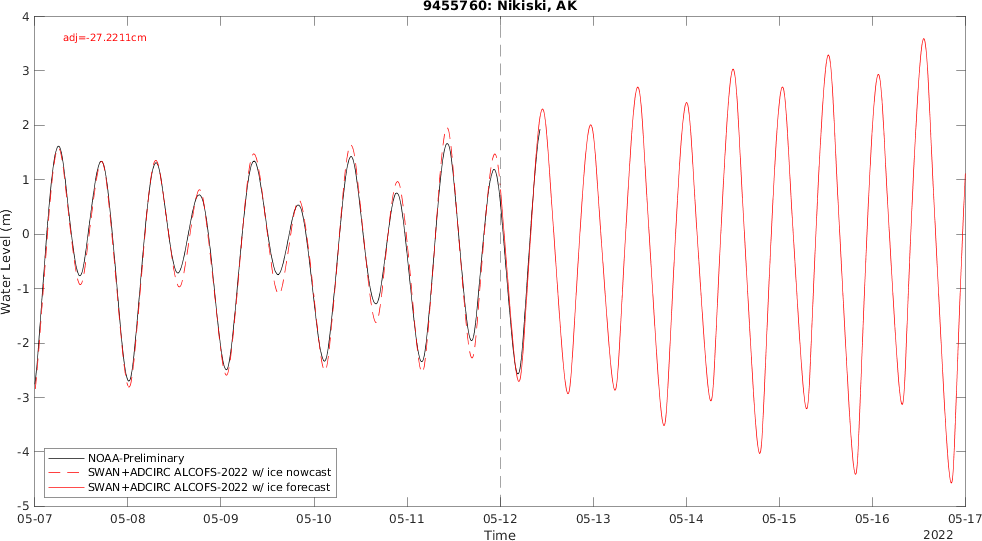 9455760: Nikiski, AK
adj=-27.2211cm
4
3
2
1
0
-1
-2
-3
-4
-5
Water Level (m)
NOAA-Preliminary
SWAN+ADCIRC ALCOFS-2022 w/ ice nowcast
SWAN+ADCIRC ALCOFS-2022 w/ ice forecast
05-07 05-08 05-09 05-10 05-11 05-12 05-13 05-14 05-15 05-16 05-17
Time
2022